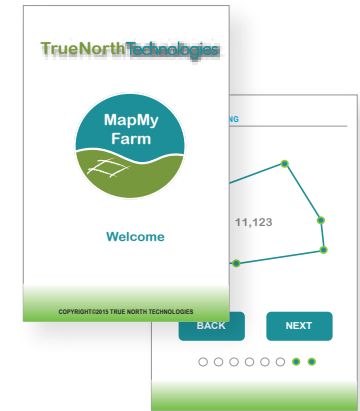 TrueNorthTechnologies
MapMy
Farm
Welcome
COPYRIGHT©2015 TRUE NORTH TECHNOLOGIES
11,123
BACK
NEXT